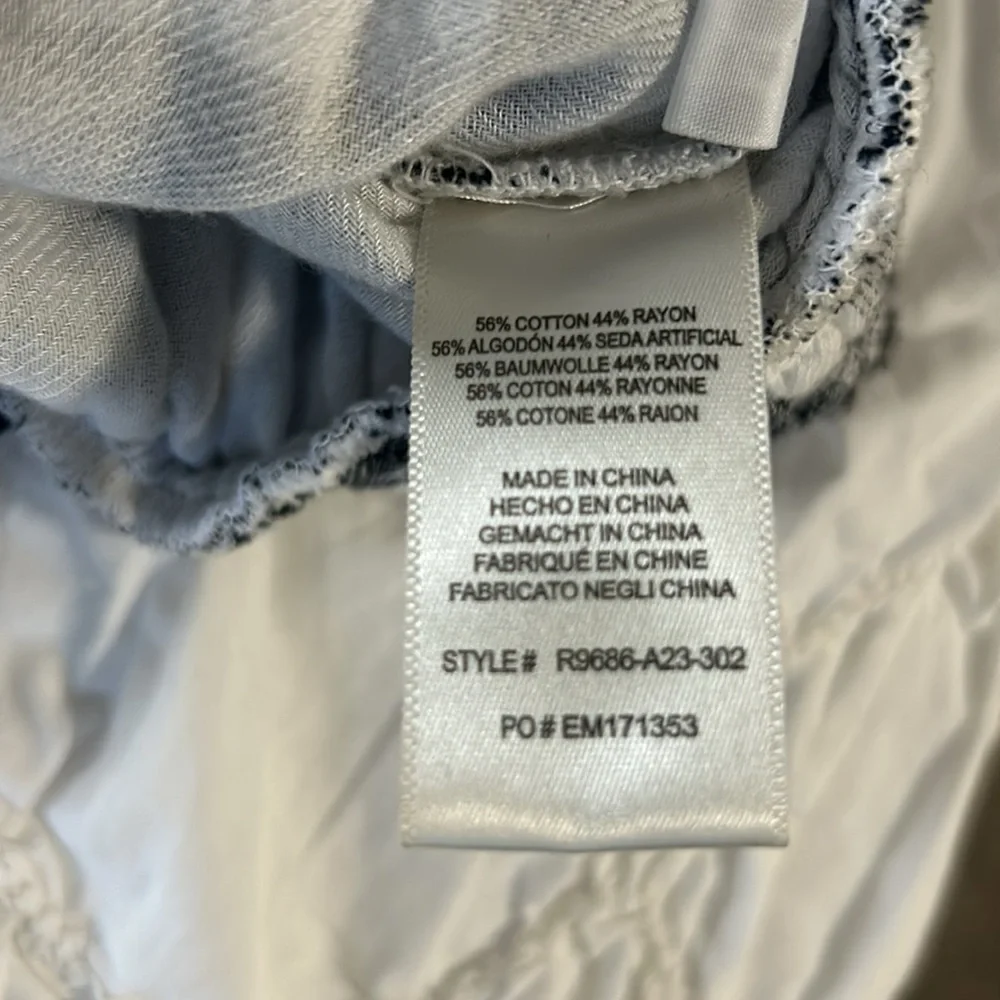 56% COTTON 44% RAYON
56% ALGODÓN 44% SEDA ARTIFICIAL
56% BAUMWOLLE 44% RAYON
56% COTON 44% RAYONNE
56% COTONE 44% RAION
MADE IN CHINA
HECHO EN CHINA
GEMACHT IN CHINA
FABRIQUÉ EN CHINE
FABRICATO NEGLI CHINA
STYLE# R9686-A23-302
PO# EM171353